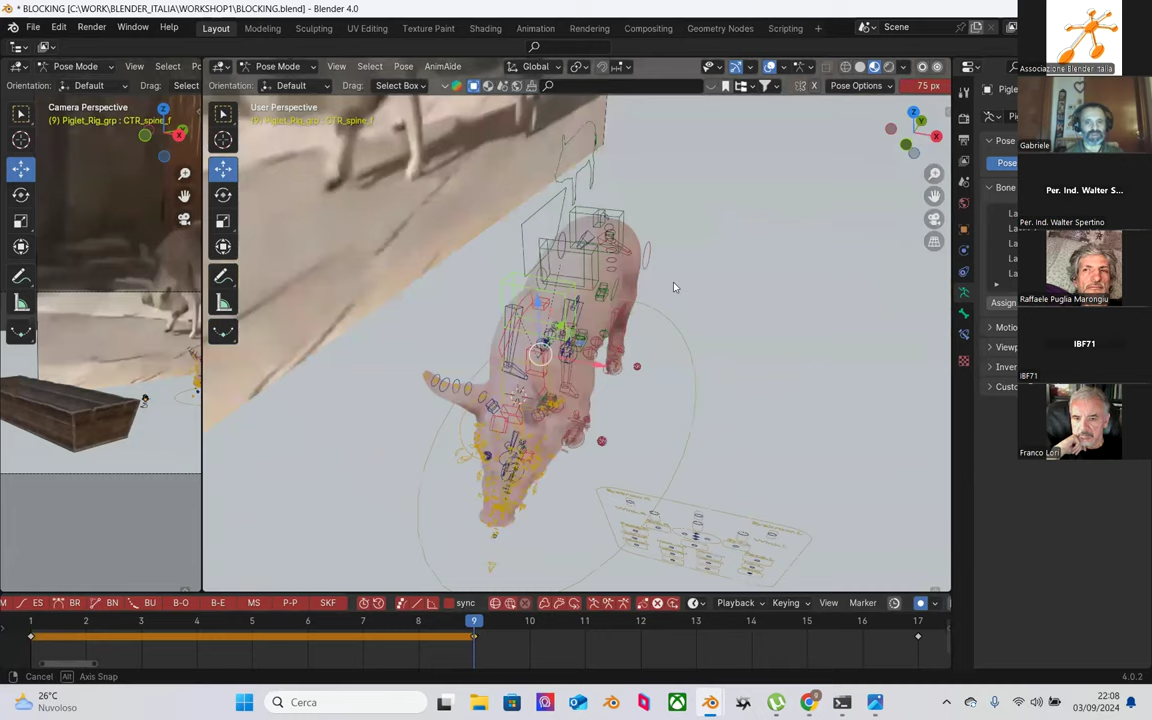 * BLOCKING [C:\WORK\BLENDER_ITALIA\WORKSHOP1\BLOCKING.blend] - Blender 4.0
File Edit Render Window Help Layout Modeling Sculpting UV Editing Texture Paint Shading Animation Rendering Compositing Geometry Nodes Scripting Scene
Pose Mode View Select Pose Mode View Select Pose AnimAide Global
Orientation: Default Drag: Select Orientation: Default Drag: Select Box 75 px Pose Options
Camera Perspective
(9) Piglet_Rig_grp : CTR_spine_f
User Perspective
(9) Piglet_Rig_grp : CTR_spine_f
Z
X
Z
Y
X
Pose
Pose
Bone
Assign
Motio
Viewp
Inver
Custo
Associazione Blender Italia
Gabriele
Per. Ind. Walter S...
Per. Ind. Walter Spertino
Raffaele Puglia Marongiu
IBF71
IBF71
Franco Lori
M ES BR BN BU B-O B-E MS P-P SKF sync Playback Keying View Marker
1 2 3 4 5 6 7 8 9 10 11 12 13 14 15 16 17
Cancel Alt Axis Snap 4.0.2
26°C
Nuvoloso
Cerca
22:08
03/09/2024